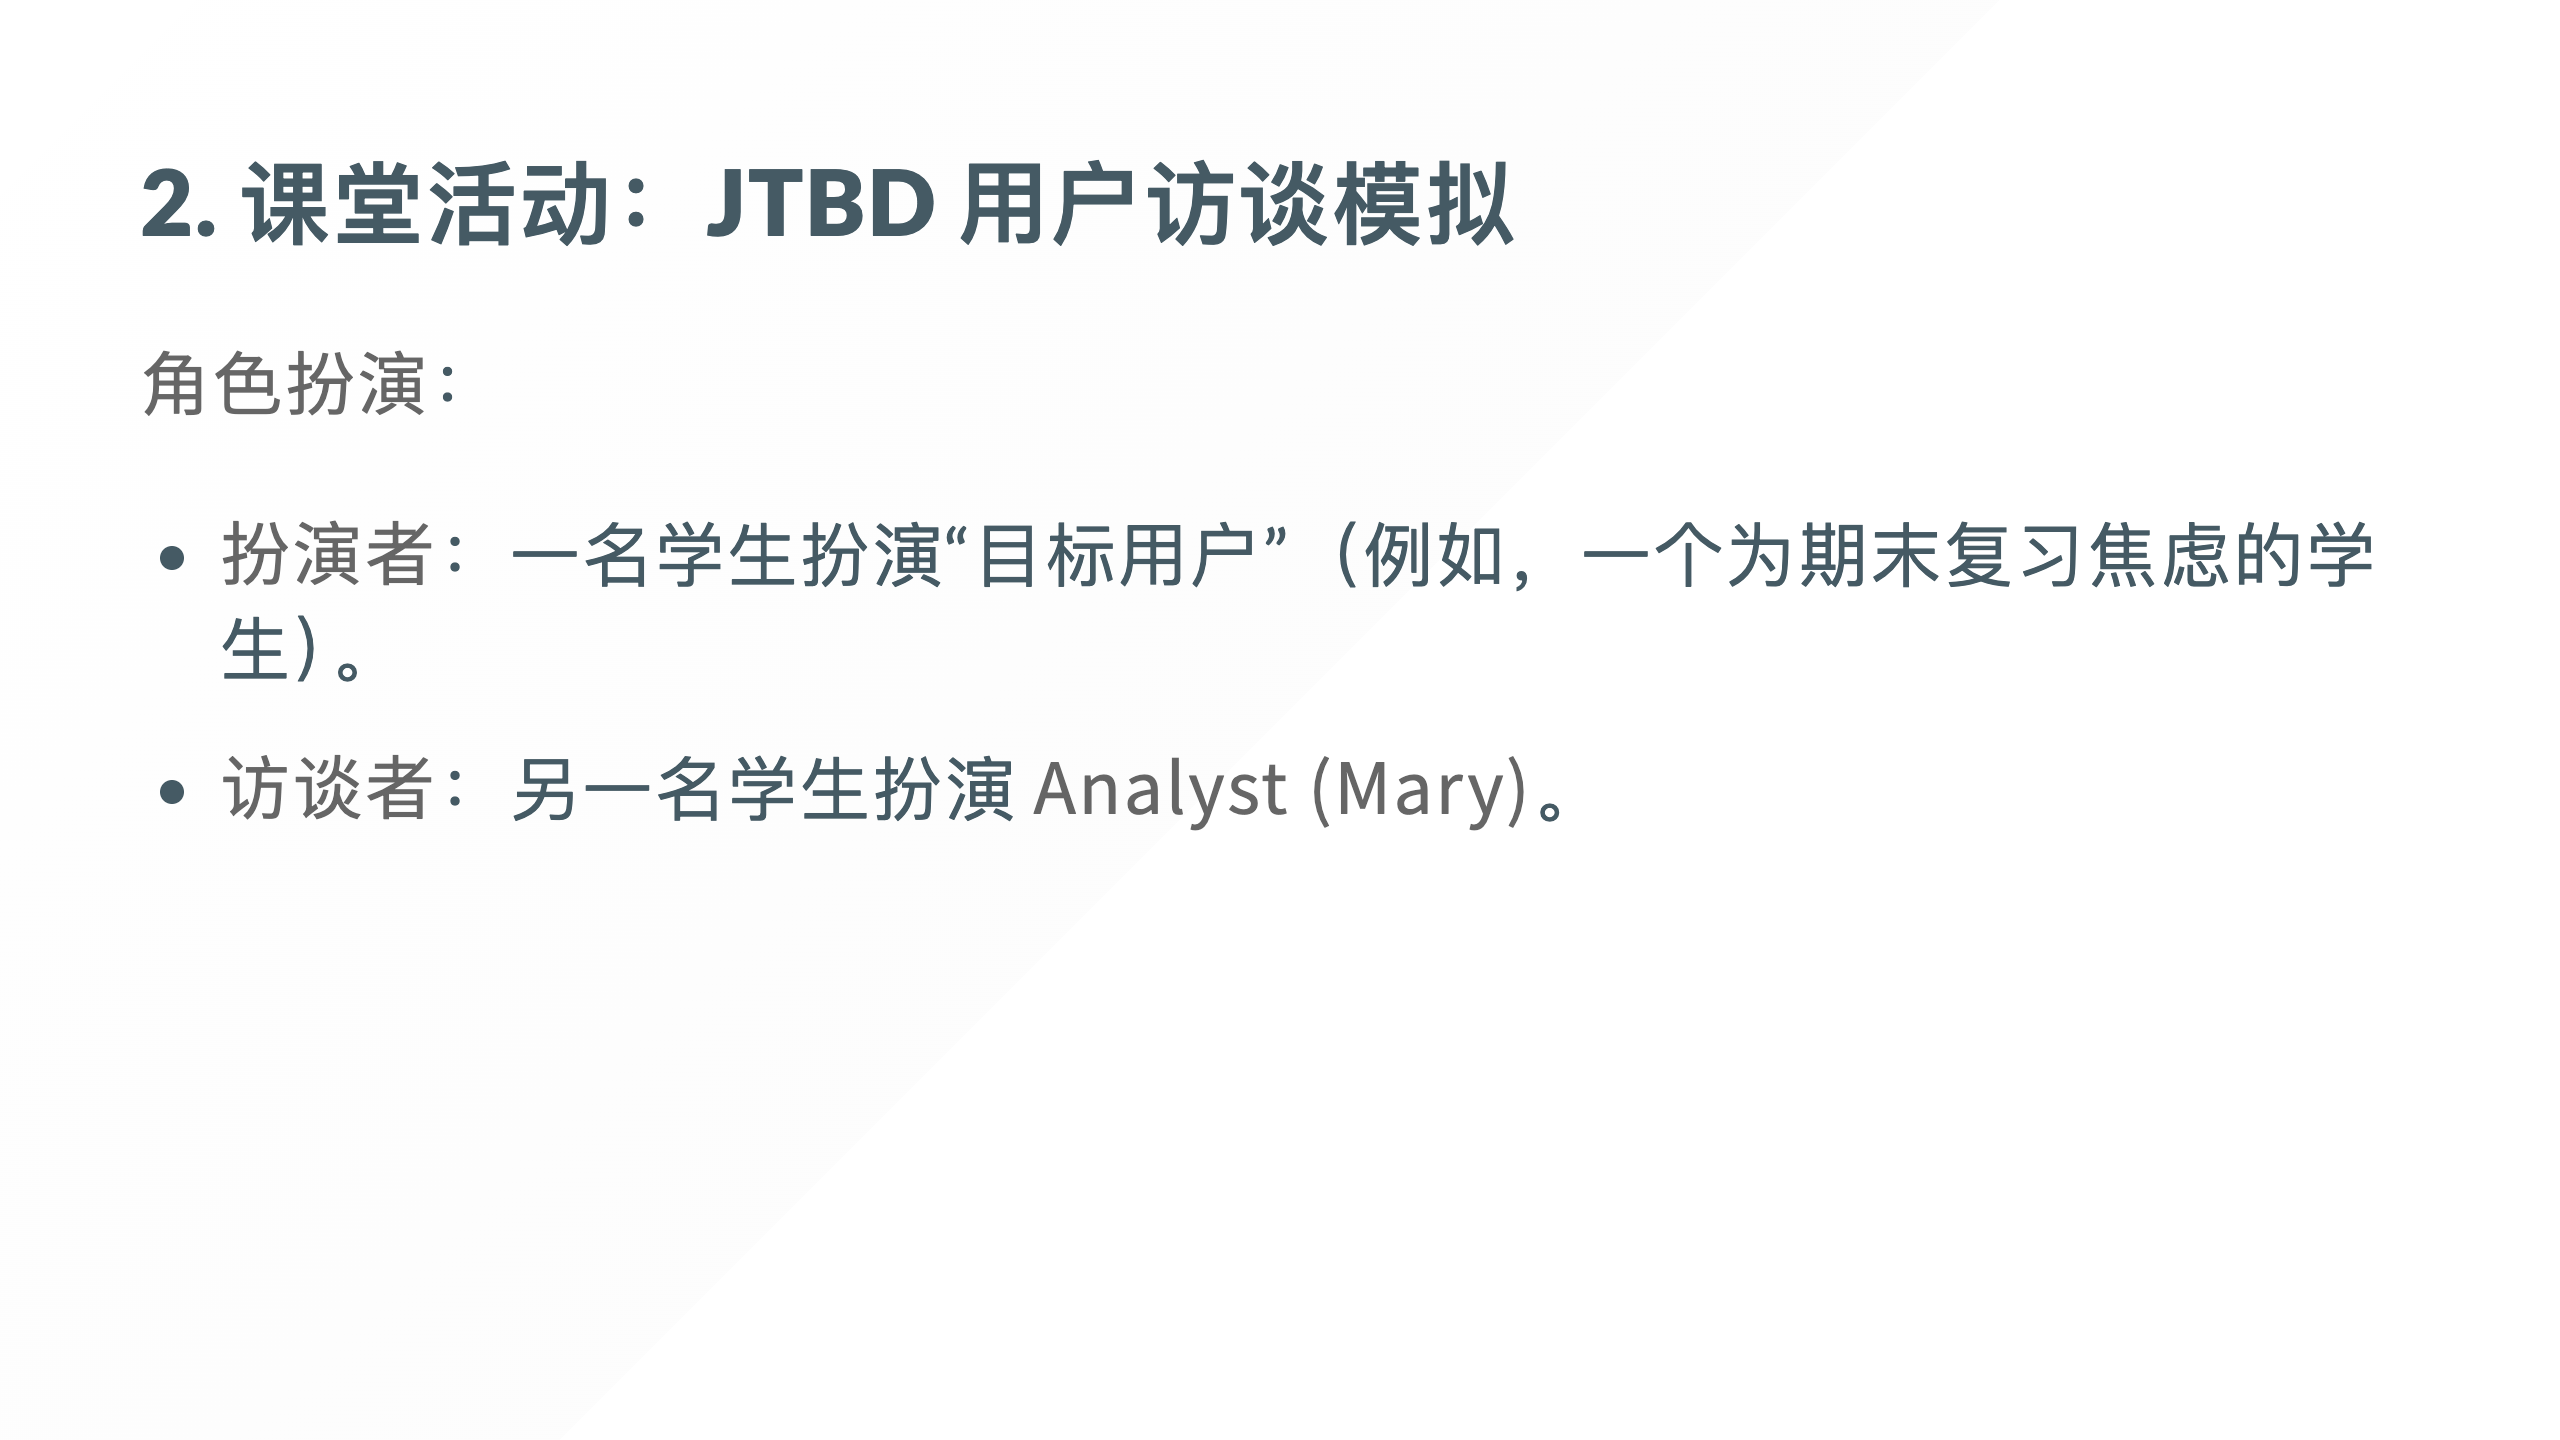 2. 课堂活动：JTBD 用户访谈模拟
角色扮演：
• 扮演者：一名学生扮演“目标用户”（例如，一个为期末复习焦虑的学
生）。
• 访谈者：另一名学生扮演 Analyst (Mary)。